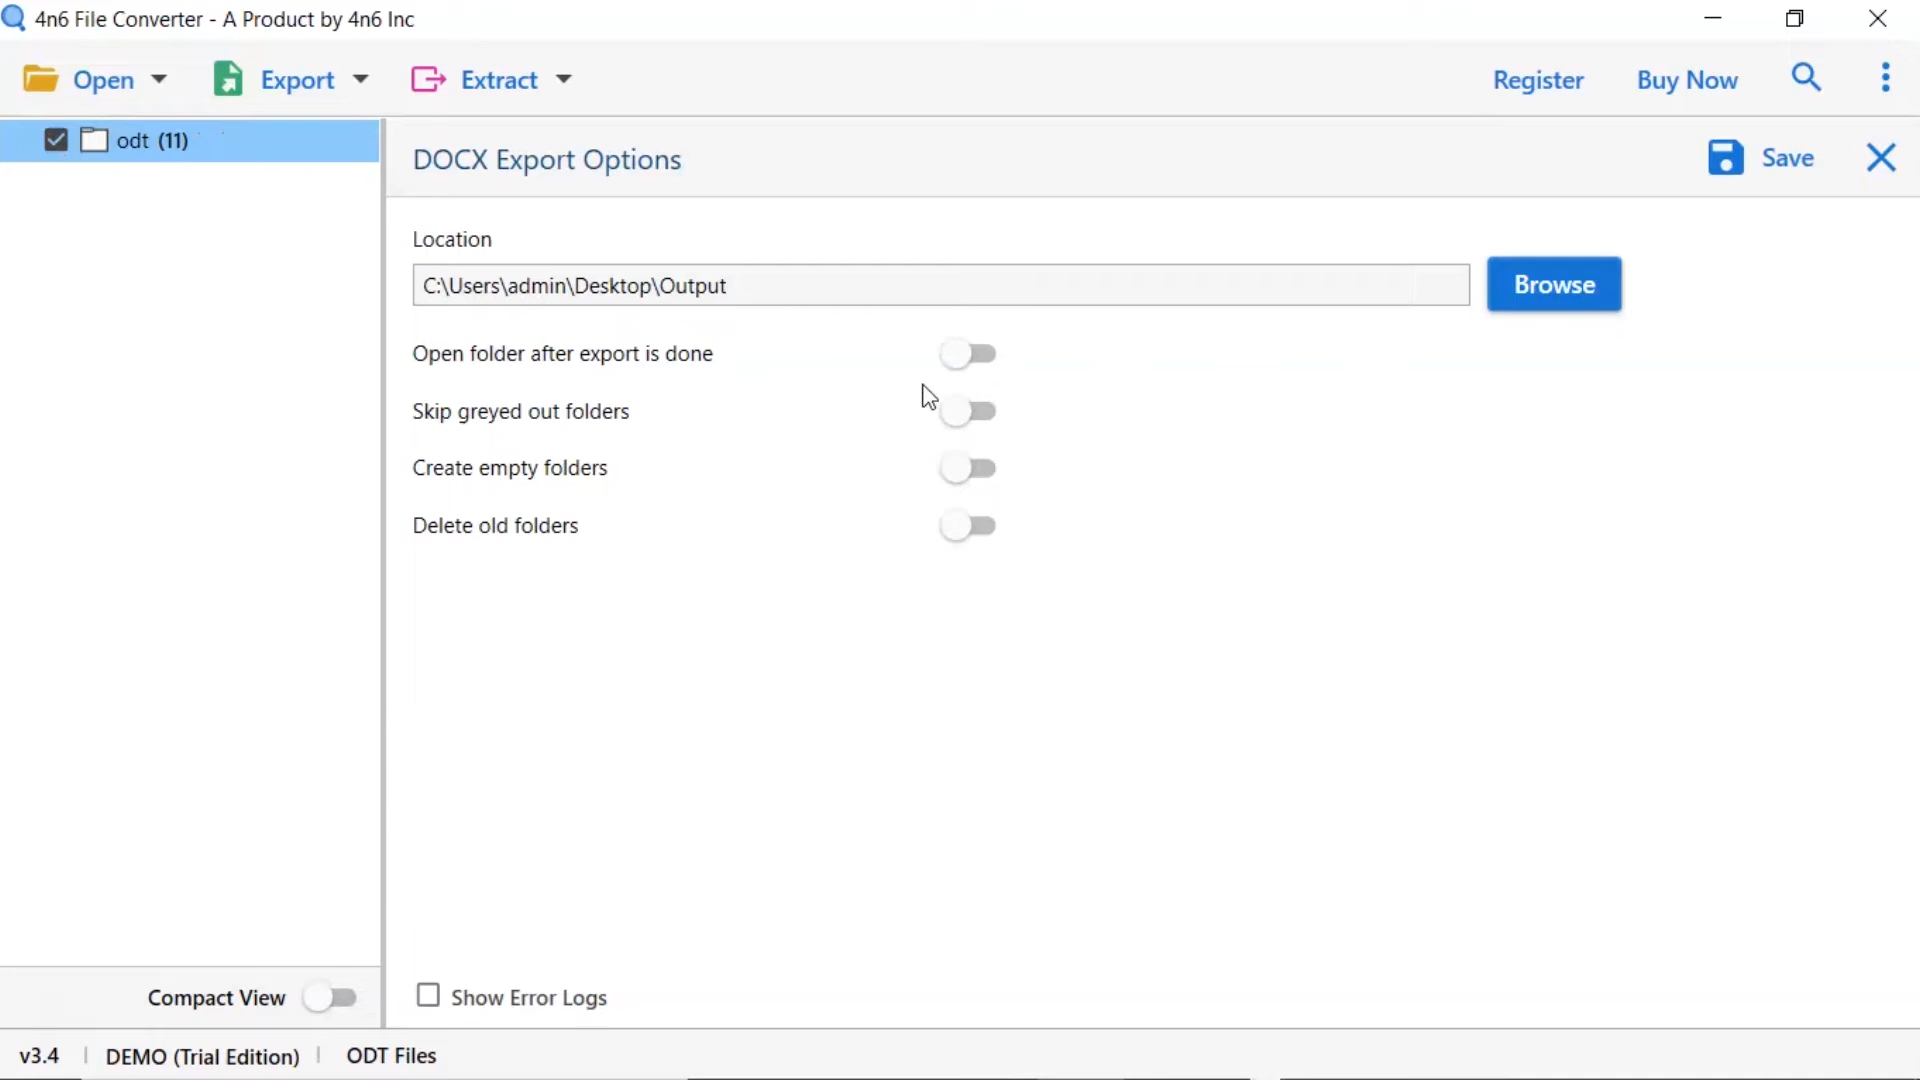 4n6 File Converter - A Product by 4n6 Inc
Open Export Extract Register Buy Now
odt (11)
DOCX Export Options Save
Location
C:\Users\admin\Desktop\Output Browse
Open folder after export is done
Skip greyed out folders
Create empty folders
Delete old folders
Compact View Show Error Logs
v3.4 DEMO (Trial Edition) ODT Files